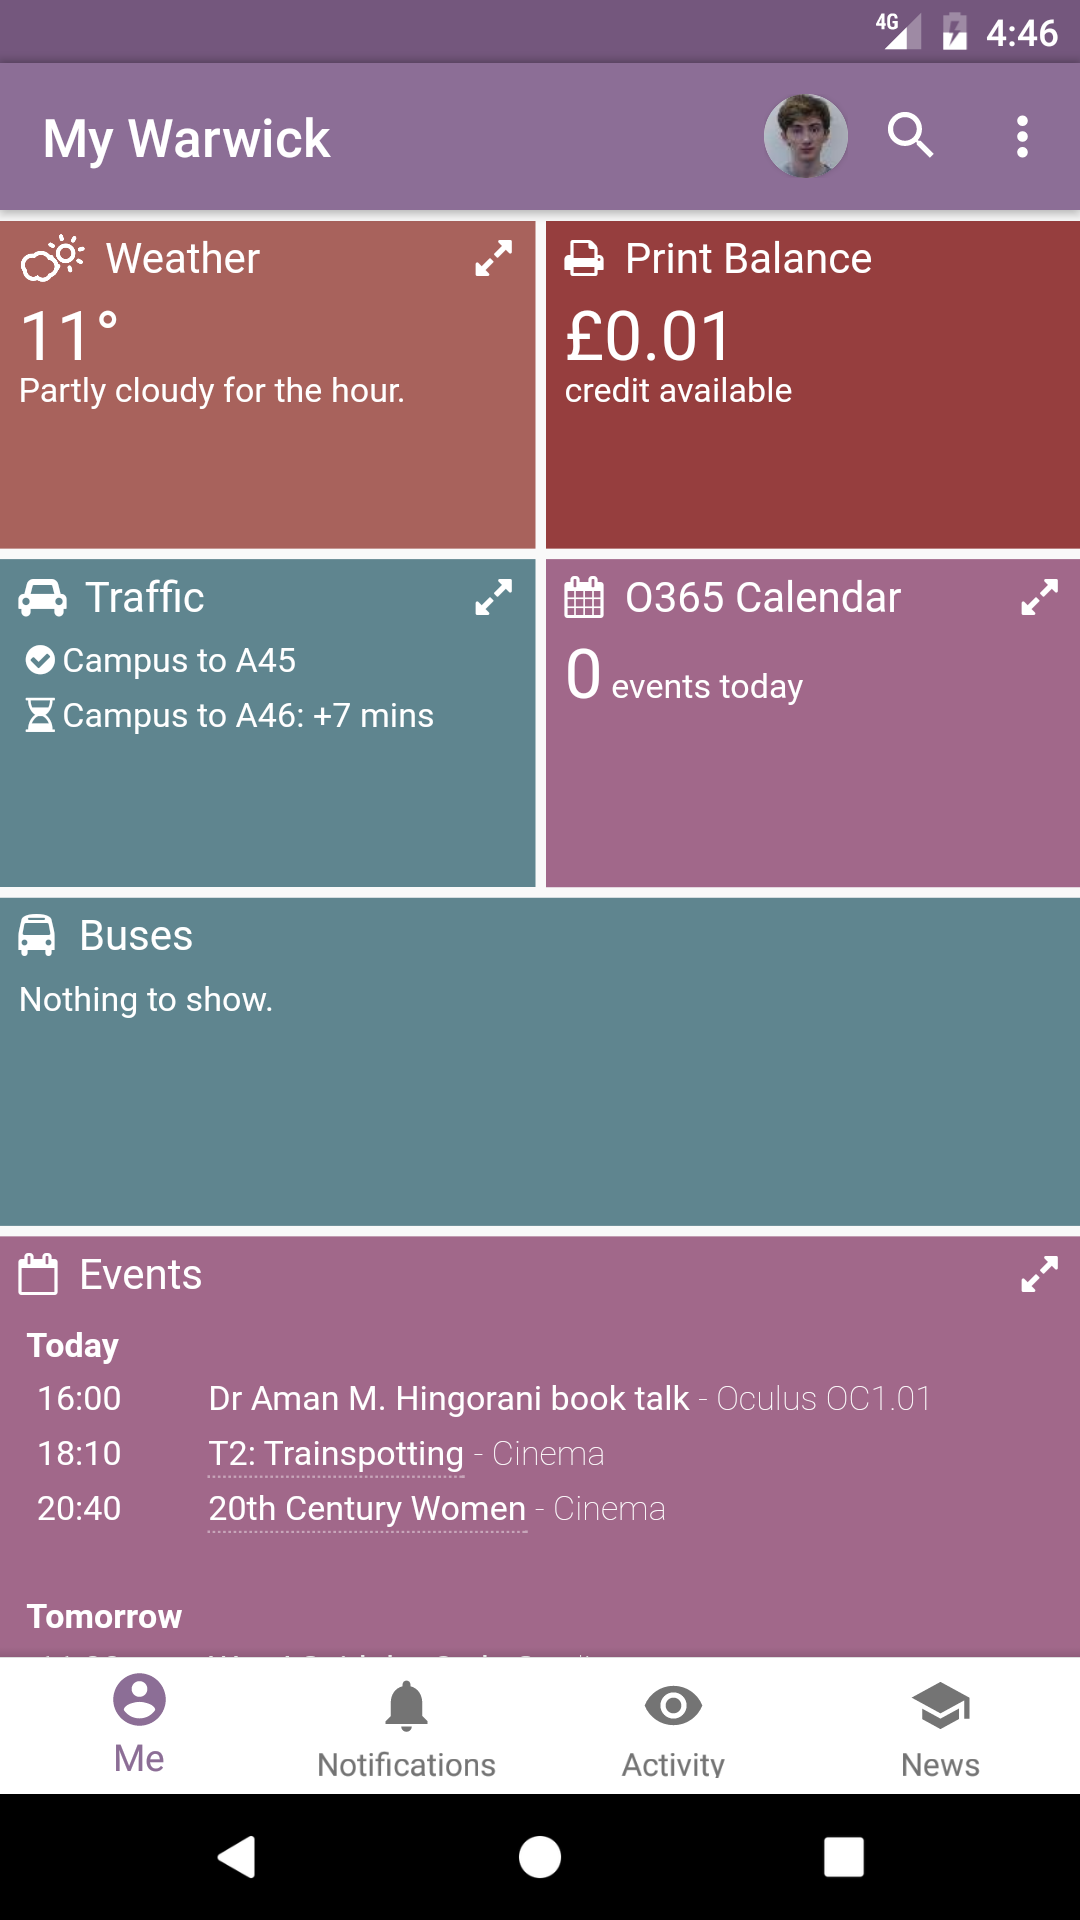 4G 4:46
My Warwick
Weather
11°
Partly cloudy for the hour.
Print Balance
£0.01
credit available
Traffic
Campus to A45
Campus to A46: +7 mins
O365 Calendar
0 events today
Buses
Nothing to show.
Events
Today
16:00 Dr Aman M. Hingorani book talk - Oculus OC1.01
18:10 T2: Trainspotting - Cinema
20:40 20th Century Women - Cinema
Tomorrow
Me
Notifications
Activity
News